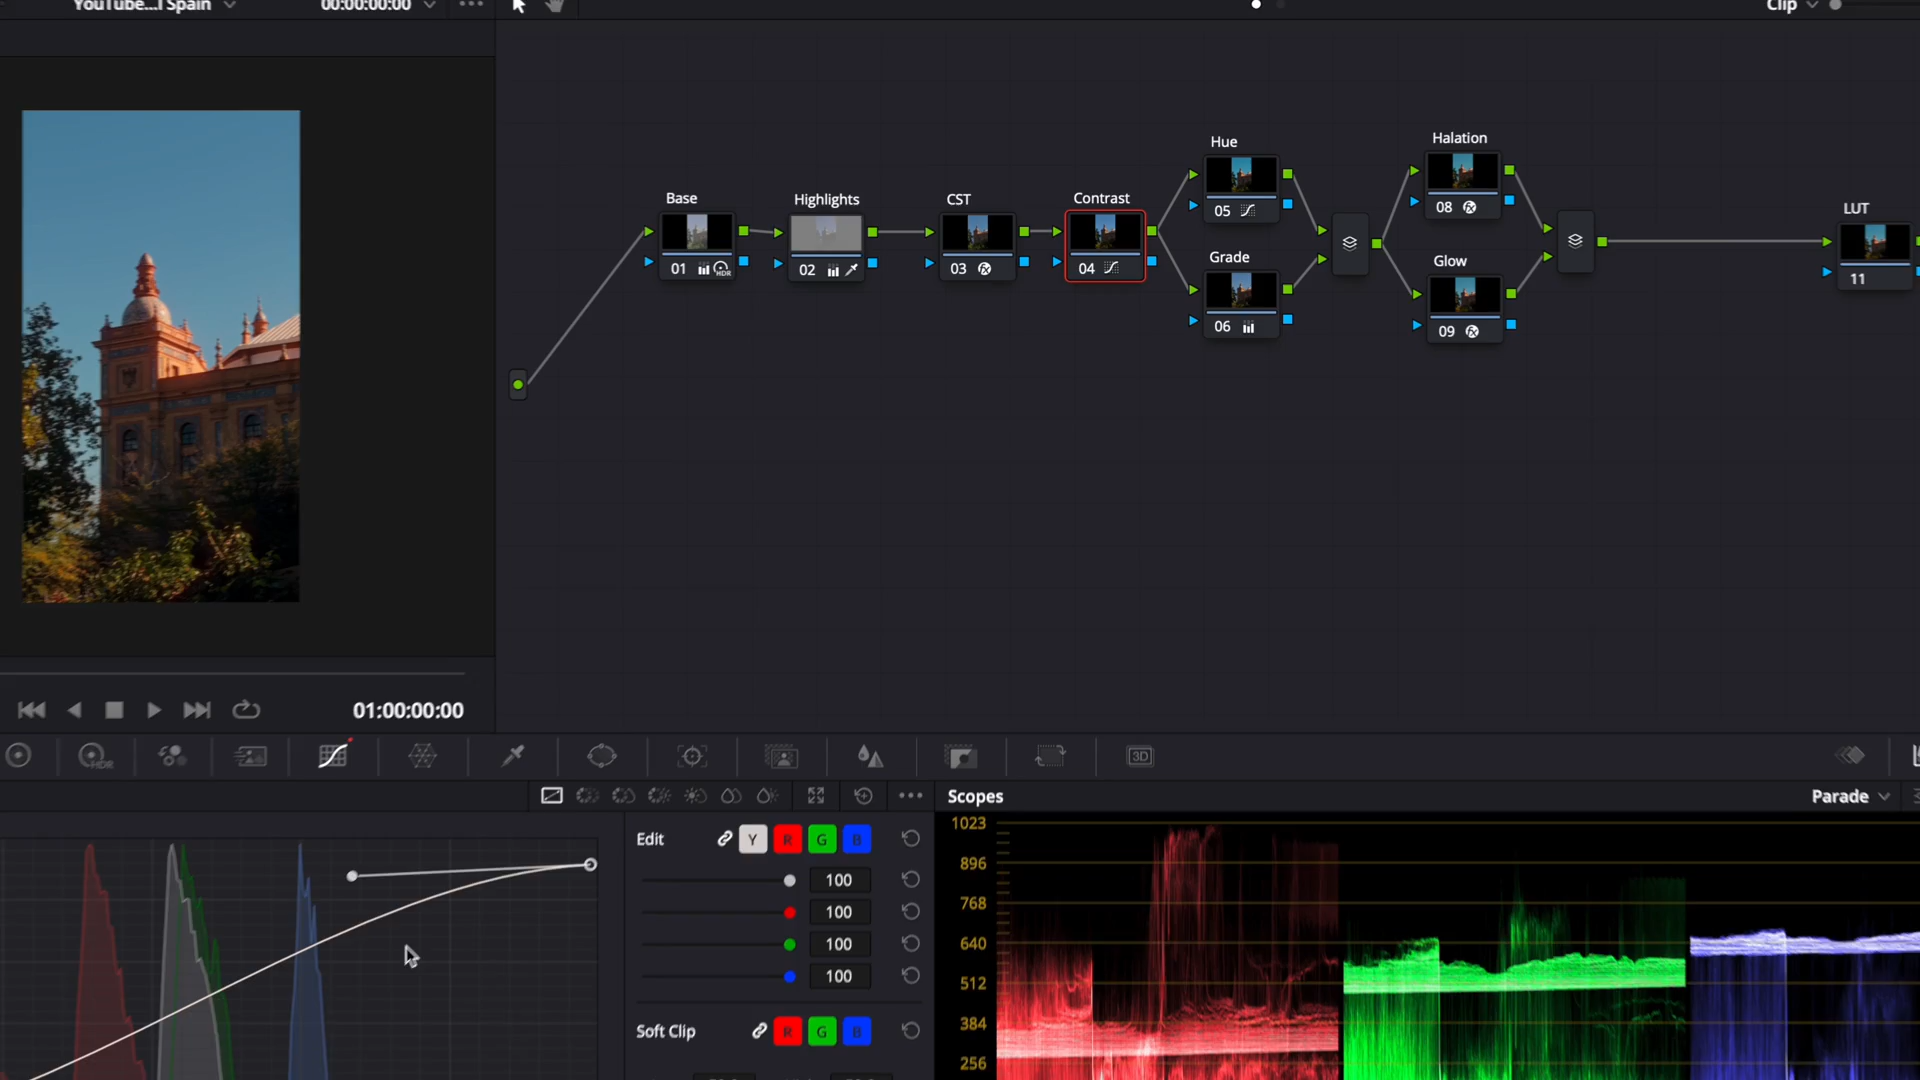 YouTube...l Spain
00:00:00:00
Clip
Base
01
HDR
Highlights
02
CST
03
Contrast
04
Hue
05
Grade
06
Halation
08
Glow
09
LUT
11
01:00:00:00
HDR
3D
Edit
Y R G B
100
100
100
100
Soft Clip
R G B
Scopes
Parade
1023
896
768
640
512
384
256